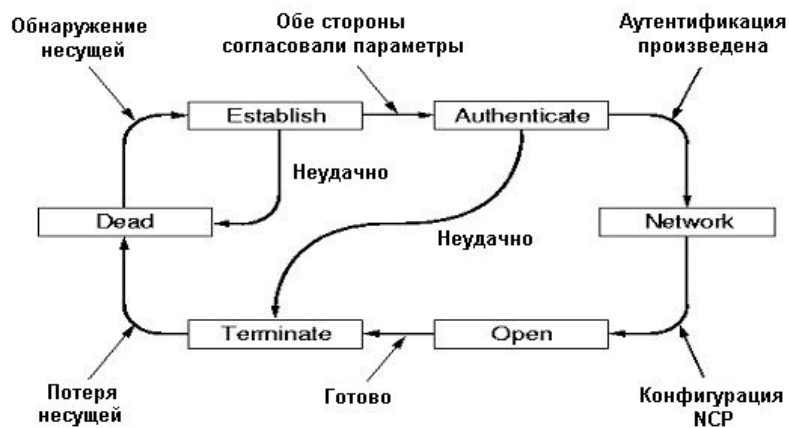 Обнаружение
несущей
Обе стороны
согласовали параметры
Аутентификация
произведена
Establish
Authenticate
Неудачно
Dead
Network
Неудачно
Terminate
Open
Потеря
несущей
Готово
Конфигурация
NCP